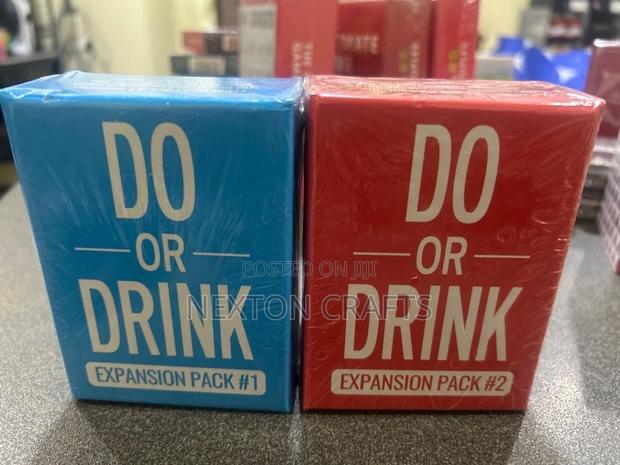 DO
OR
DRINK
EXPANSION PACK #1
DO
OR
DRINK
EXPANSION PACK #2
POSTED ON JIJI
NEXTON CRAFTS